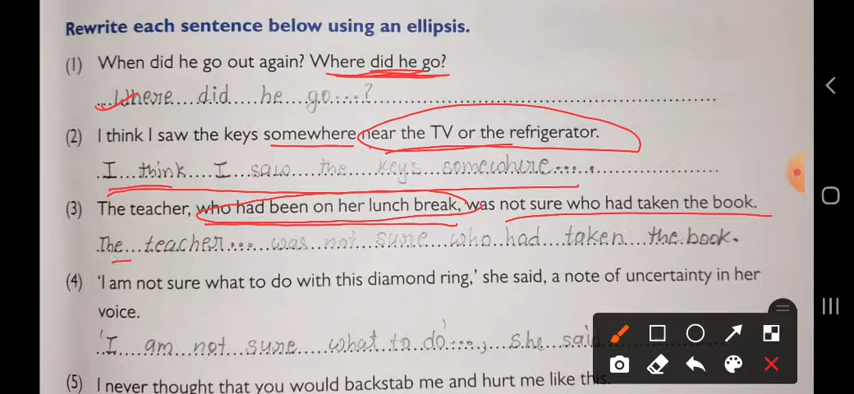 Rewrite each sentence below using an ellipsis.
(1) When did he go out again? Where did he go?
...Where did he go...?
(2) I think I saw the keys somewhere near the TV or the refrigerator.
I think I saw the keys somewhere....
(3) The teacher, who had been on her lunch break, was not sure who had taken the book.
The teacher... was not sure who had taken the book.
(4) 'I am not sure what to do with this diamond ring,' she said, a note of uncertainty in her
voice.
'I am not sure what to do'..., she said
(5) I never thought that you would backstab me and hurt me like this.